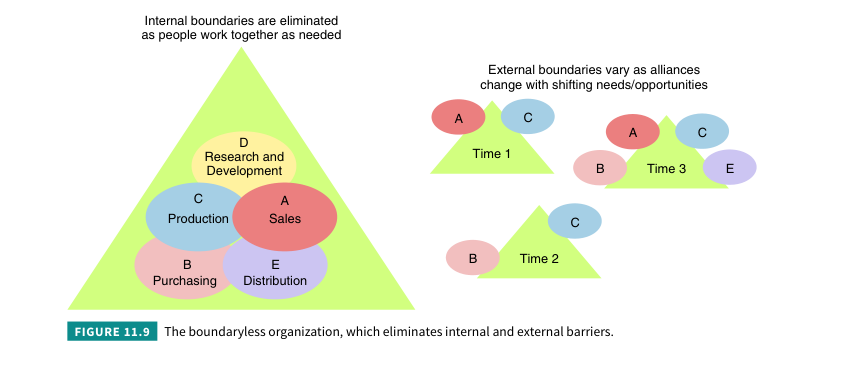 Internal boundaries are eliminated
as people work together as needed
D
Research and
Development
C
Production
A
Sales
B
Purchasing
E
Distribution
External boundaries vary as alliances
change with shifting needs/opportunities
A
C
Time 1
A
C
B
Time 3
E
C
B
Time 2
FIGURE 11.9 The boundaryless organization, which eliminates internal and external barriers.